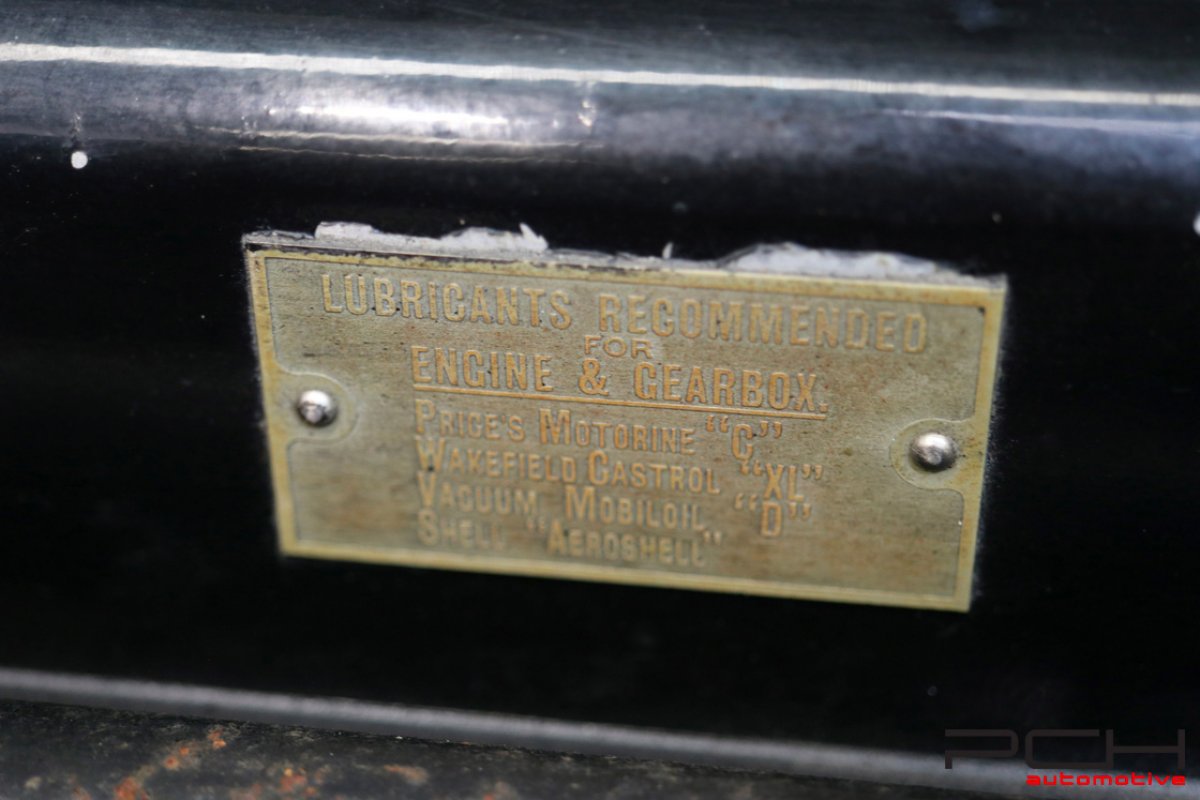 LUBRICANTS RECOMMENDED
FOR
ENGINE & GEARBOX.
PRICE'S MOTORINE "C"
WAKEFIELD CASTROL "XL"
VACUUM MOBILOIL "D"
SHELL "AEROSHELL"
PCH
automotive